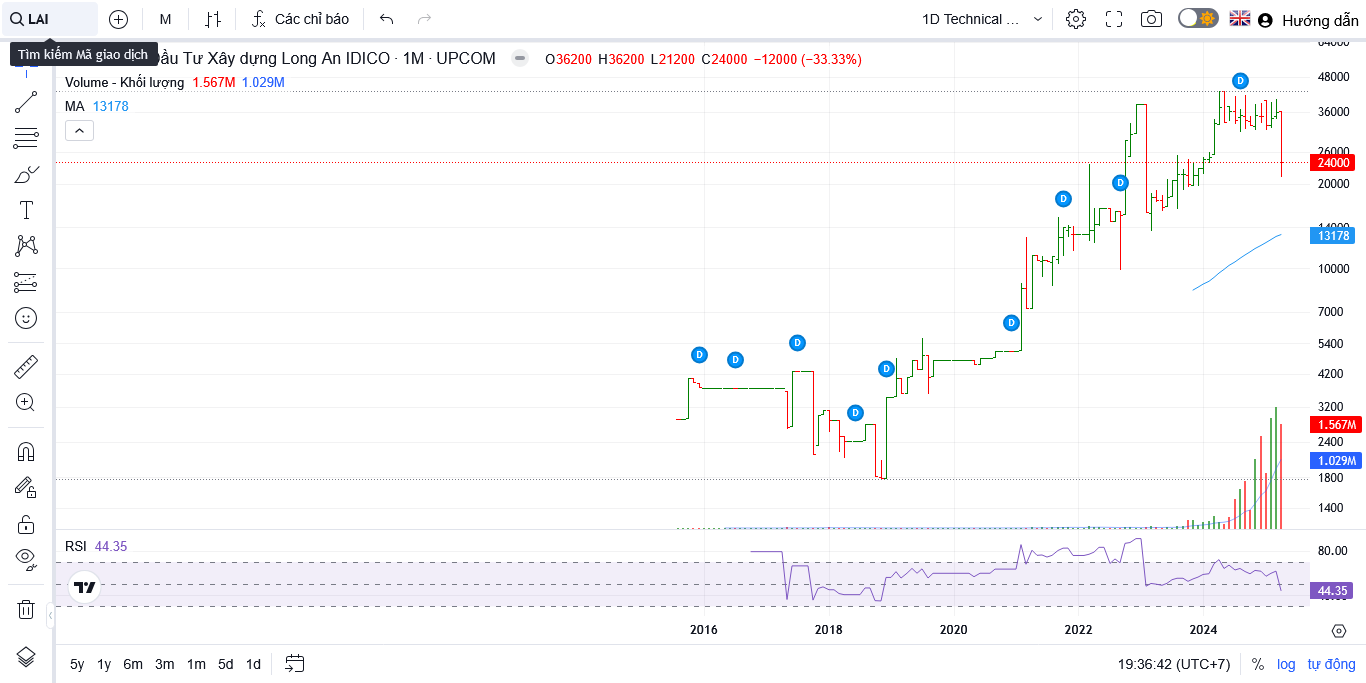 LAI
M
Các chỉ báo
1D Technical ...
Hướng dẫn
Tìm kiếm Mã giao dịch
Đầu Tư Xây dựng Long An IDICO · 1M · UPCOM
O36200 H36200 L21200 C24000 −12000 (−33.33%)
Volume - Khối lượng 1.567M 1.029M
MA 13178
64000
48000
36000
26000
24000
20000
14000
13178
10000
7000
5400
4200
3200
1.567M
2400
1.029M
1800
1400
D
D
D
D
D
D
D
D
D
RSI 44.35
80.00
44.35
2016
2018
2020
2022
2024
5y 1y 6m 3m 1m 5d 1d
19:36:42 (UTC+7)
% log tự động